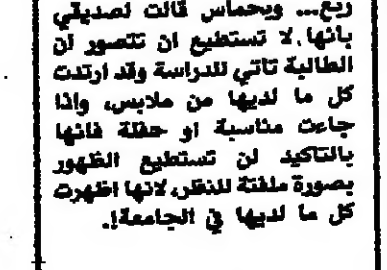 ربع... وبحماس قالت لصديقي
بانها. لا تستطيع ان تتصور ان
الطالبة تاتي للدراسة وقد ارتدت
كل ما لديها من ملابس، واذا
جاءت مناسبة او حفلة فانها
بالتاكيد لن تستطيع الظهور
بصورة ملفتة للنظر، لانها اظهرت
كل ما لديها في الجامعة!.